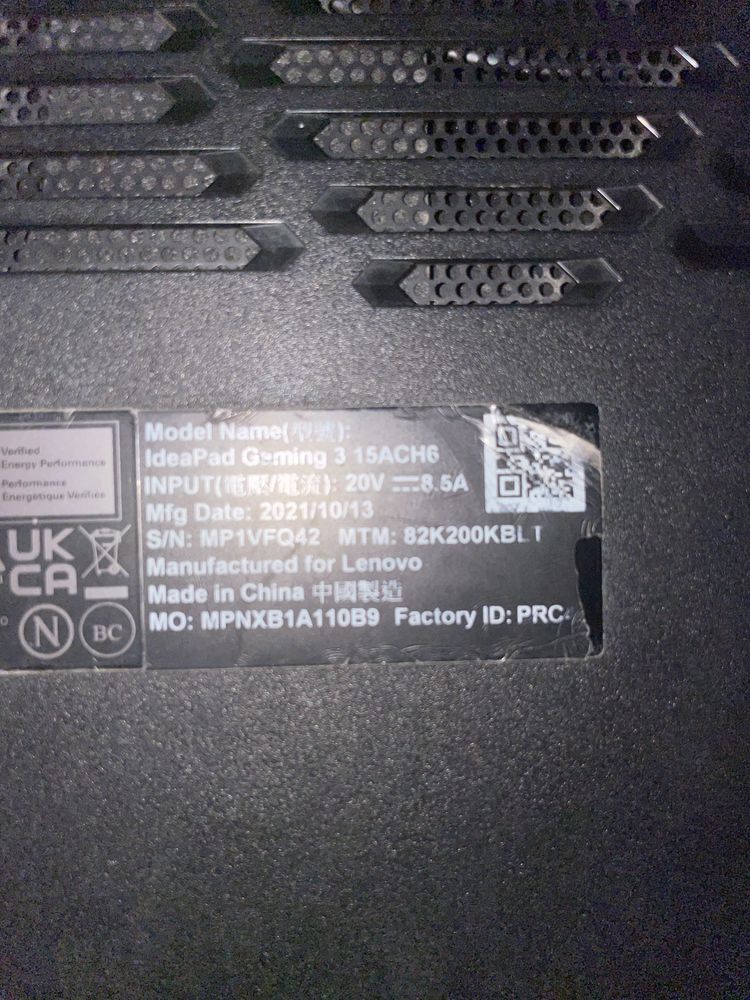 Verified
Energy Performance
Performance
Énergétique Vérifiée
UK
CA
N
BC
Model Name(型號):
IdeaPad Gaming 3 15ACH6
INPUT(電壓/電流): 20V ⎓8.5A
Mfg Date: 2021/10/13
S/N: MP1VFQ42 MTM: 82K200KBLT
Manufactured for Lenovo
Made in China 中國製造
MO: MPNXB1A110B9 Factory ID: PRC